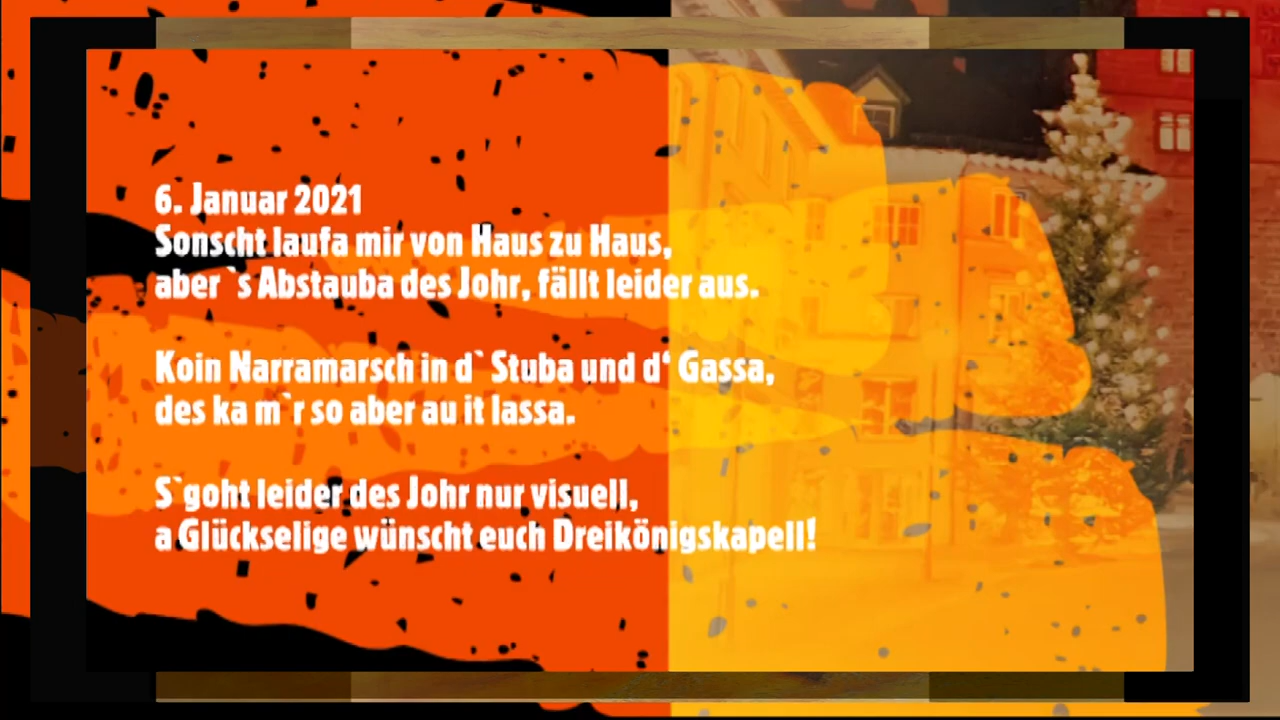 6. Januar 2021
Sonscht laufa mir von Haus zu Haus,
aber `s Abstauba des Johr, fällt leider aus.
Koin Narramarsch in d` Stuba und d‘ Gassa,
des ka m`r so aber au it lassa.
S`goht leider des Johr nur visuell,
a Glückselige wünscht euch Dreikönigskapell!